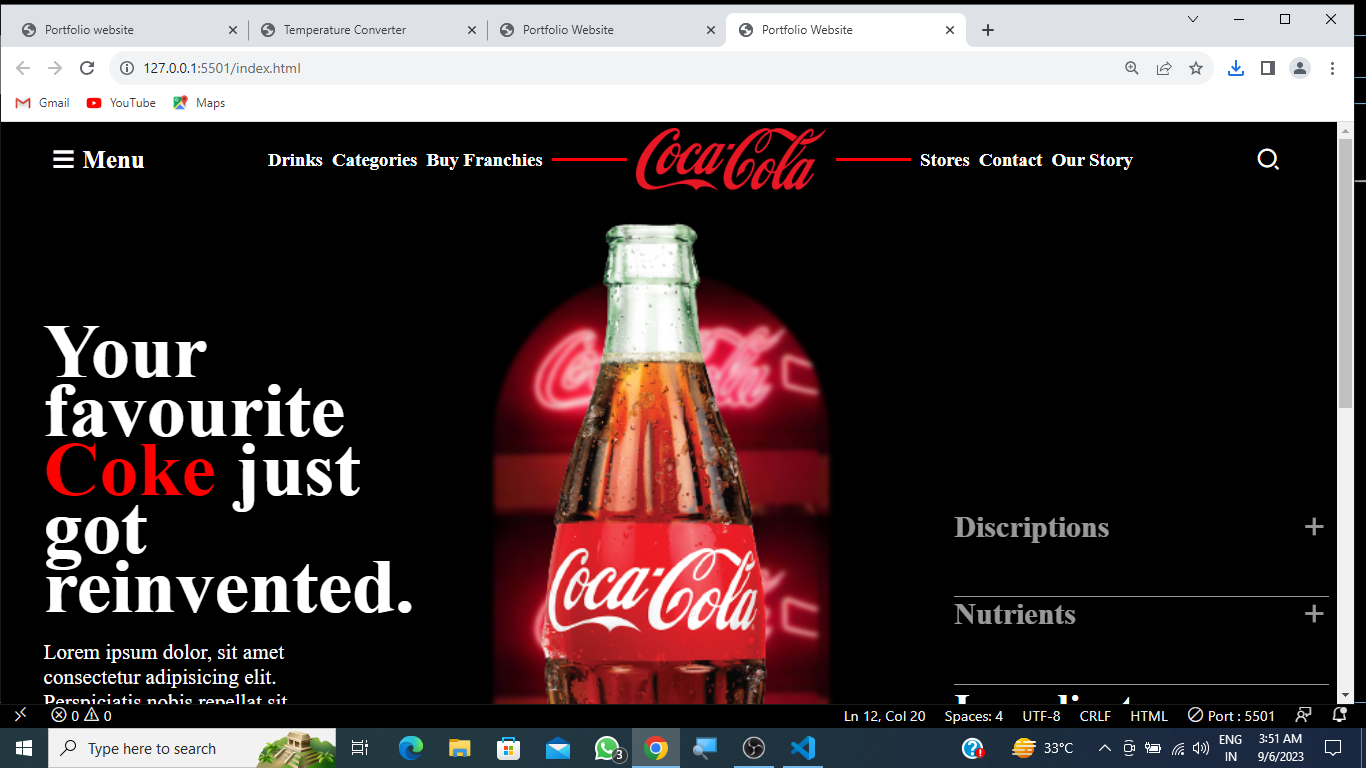 Portfolio website
Temperature Converter
Portfolio Website
Portfolio Website
127.0.0.1:5501/index.html
Gmail YouTube Maps
Menu Drinks Categories Buy Franchies Coca-Cola Stores Contact Our Story
Your
favourite
Coke just
got
reinvented.
Coca-Cola
Discriptions +
Nutrients +
Lorem ipsum dolor, sit amet
consectetur adipisicing elit.
Perspiciatis nobis repellat sit
0 0 Ln 12, Col 20 Spaces: 4 UTF-8 CRLF HTML Port : 5501
Type here to search 3 33°C ENG 3:51 AM
IN 9/6/2023